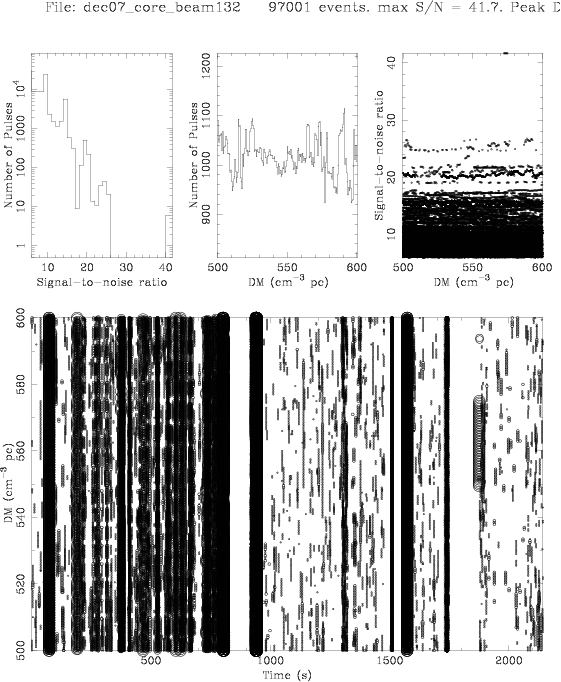 File: dec07_core_beam132 97001 events. max S/N = 41.7. Peak D
Number of Pulses
10⁴
1000
100
10
1
10 20 30 40
Signal-to-noise ratio
Number of Pulses
1200
1100
1000
900
500 550 600
DM (cm⁻³ pc)
Signal-to-noise ratio
40
30
20
10
500 550 600
DM (cm⁻³ pc)
DM (cm⁻³ pc)
600
580
560
540
520
500
500 1000 1500 2000
Time (s)